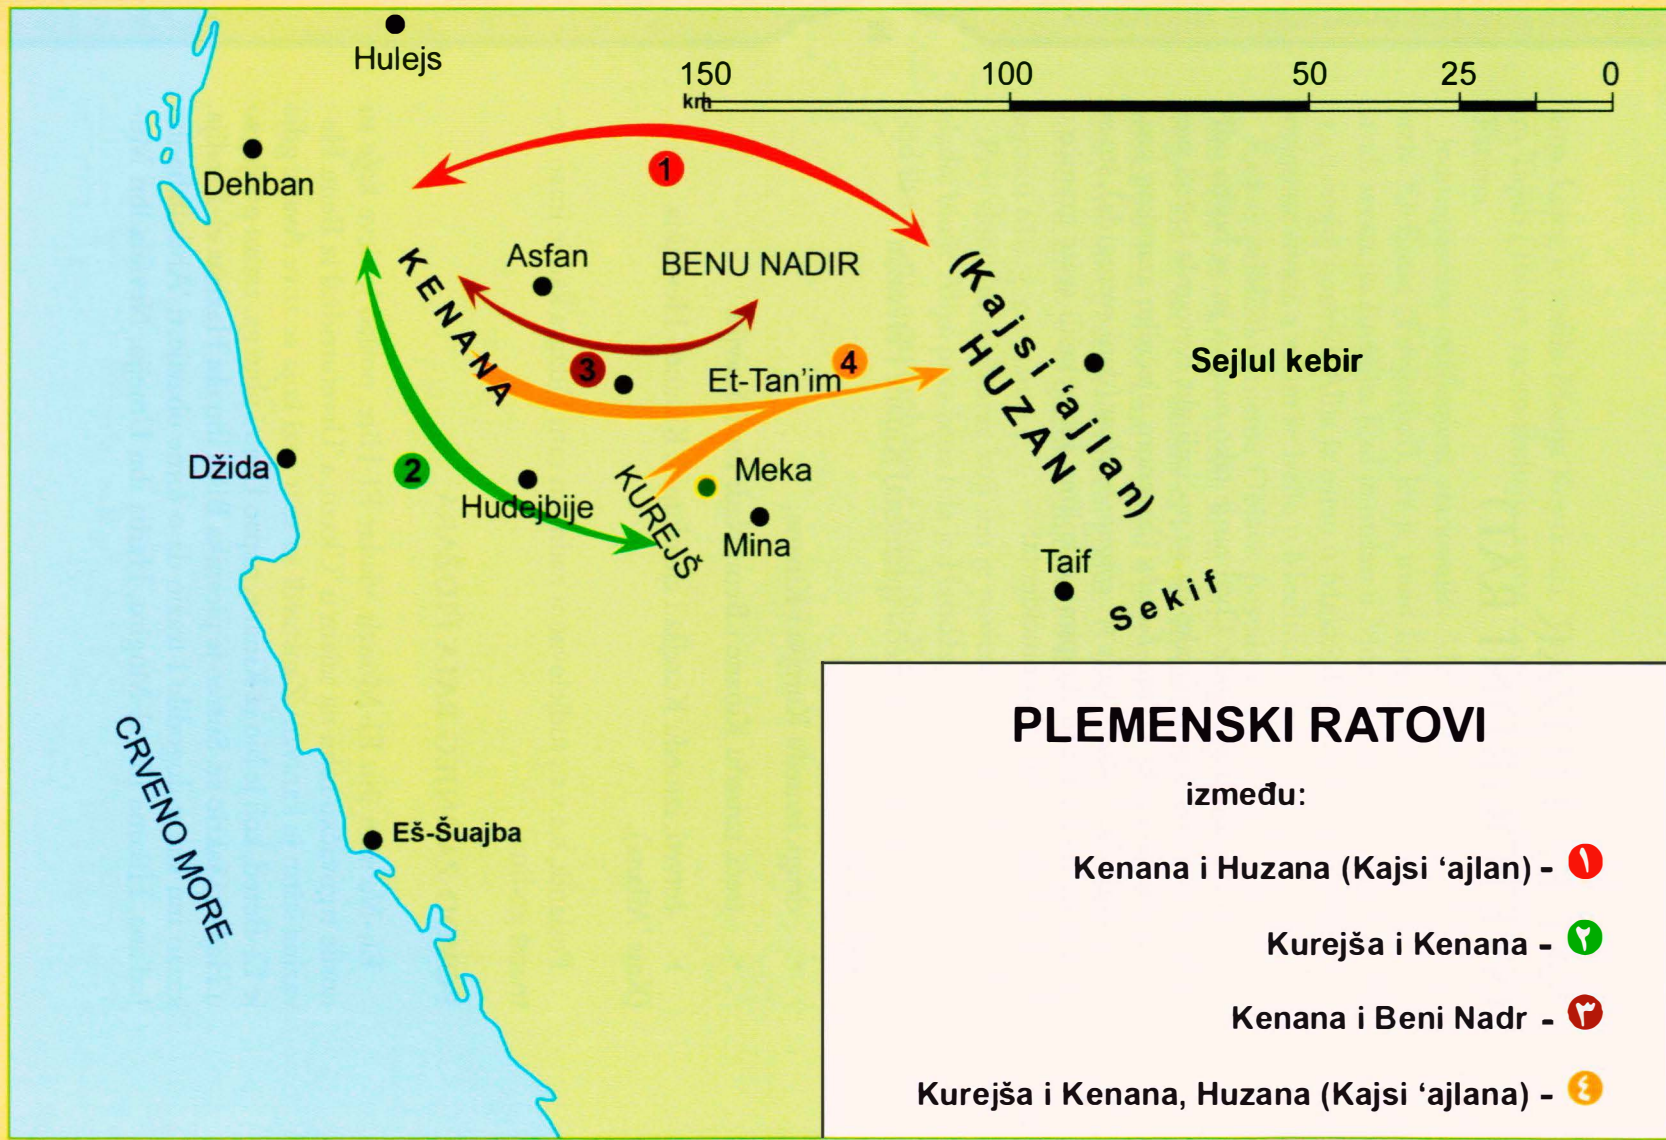 Hulejs
150 100 50 25 0
km
Dehban
1
Asfan
BENU NADIR
KENANA
(Kajsi ‘ajlan)
HUZAN
3
4
Et-Tan’im
Sejlul kebir
Džida
2
Hudejbije
KUREJŠ
Meka
Mina
Taif
Sekif
CRVENO MORE
Eš-Šuajba
PLEMENSKI RATOVI
između:
Kenana i Huzana (Kajsi ‘ajlan) - ١
Kurejša i Kenana - ٢
Kenana i Beni Nadr - ٣
Kurejša i Kenana, Huzana (Kajsi ‘ajlana) - ٤